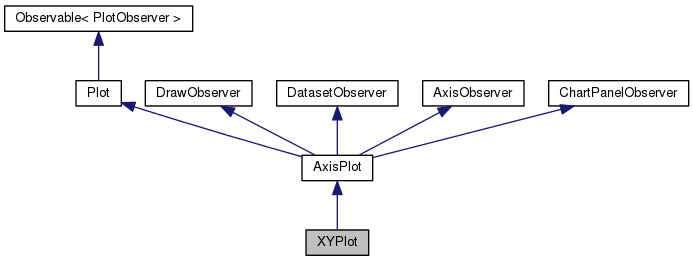 Observable< PlotObserver >
Plot
DrawObserver
DatasetObserver
AxisObserver
ChartPanelObserver
AxisPlot
XYPlot